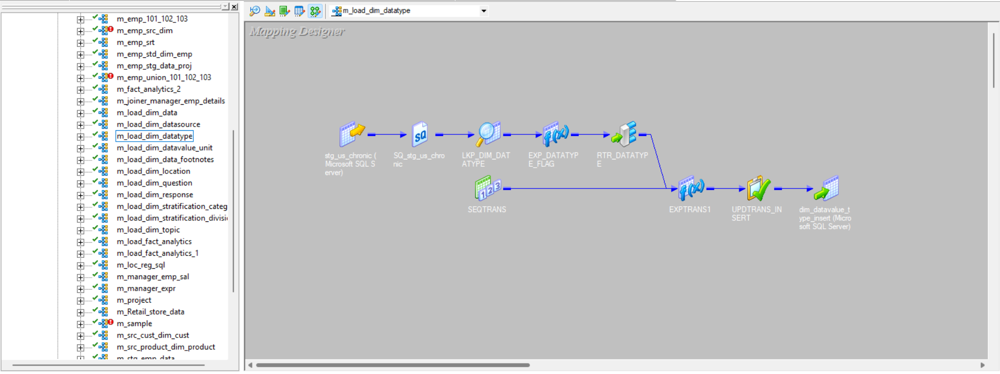 m_load_dim_datatype
m_emp_101_102_103
m_emp_src_dim
m_emp_srt
m_emp_std_dim_emp
m_emp_stg_data_proj
m_emp_union_101_102_103
m_fact_analytics_2
m_joiner_manager_emp_details
m_load_dim_data
m_load_dim_datasource
m_load_dim_datatype
m_load_dim_datavalue_unit
m_load_dim_data_footnotes
m_load_dim_location
m_load_dim_question
m_load_dim_response
m_load_dim_stratification_categ
m_load_dim_stratification_divisi
m_load_dim_topic
m_load_fact_analytics
m_load_fact_analytics_1
m_loc_reg_sql
m_manager_emp_sal
m_manager_expr
m_project
m_Retail_store_data
m_sample
m_src_cust_dim_cust
m_src_product_dim_product
m_stg_emp_data
Mapping Designer
SQ
f(x)
stg_us_chronic (
Microsoft SQL S
erver)
SQ_stg_us_chro
nic
LKP_DIM_DAT
ATYPE
EXP_DATATYP
E_FLAG
RTR_DATATYP
E
123
f(x)
SEQTRANS
EXPTRANS1
UPDTRANS_IN
SERT
dim_datavalue_t
ype_insert (Micro
soft SQL Server)